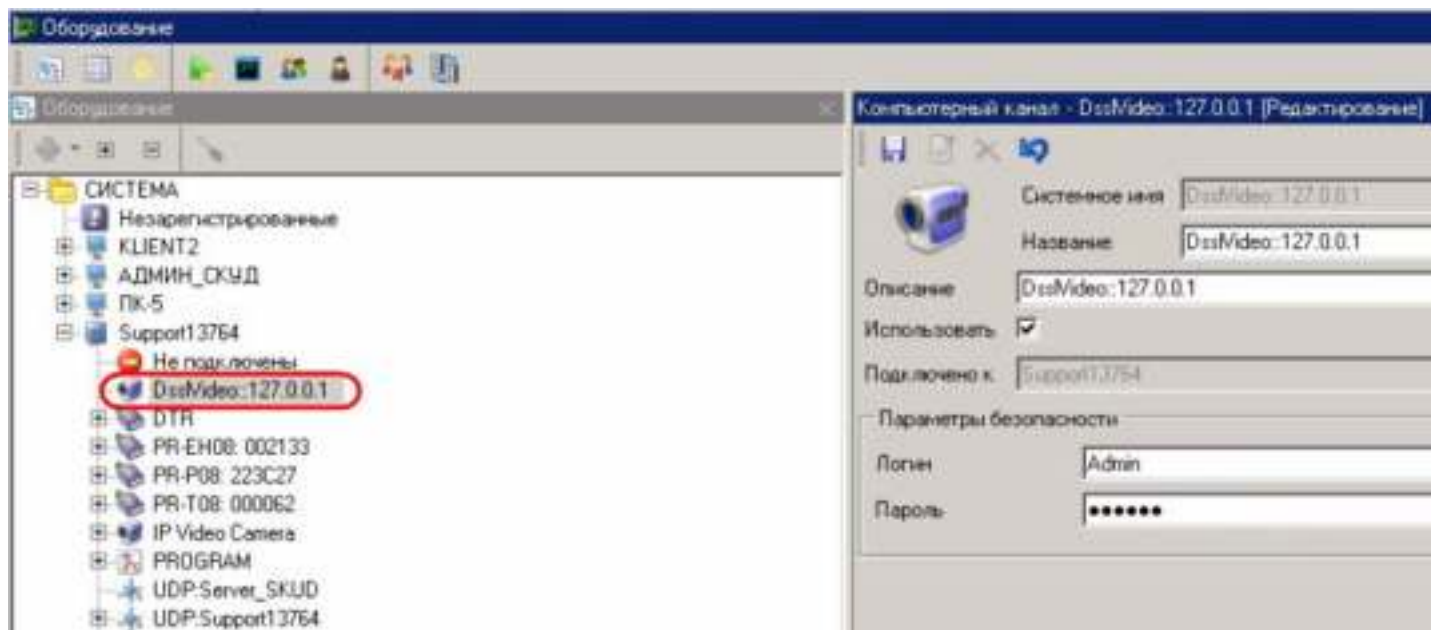 Оборудование
Оборудование
СИСТЕМА
Незарегистрированные
KLIENT2
АДМИН_СКУД
ПК-5
Support13764
Не подключены
DssVideo::127.0.0.1
DTR
PR-EH08: 002133
PR-P08: 223C27
PR-T08: 000062
IP Video Camera
PROGRAM
UDP:Server_SKUD
UDP:Support13764
Компьютерный канал - DssVideo::127.0.0.1 [Редактирование]
Системное имя DssVideo::127.0.0.1
Название DssVideo::127.0.0.1
Описание DssVideo::127.0.0.1
Использовать
Подключено к Support13764
Параметры безопасности
Логин Admin
Пароль ••••••